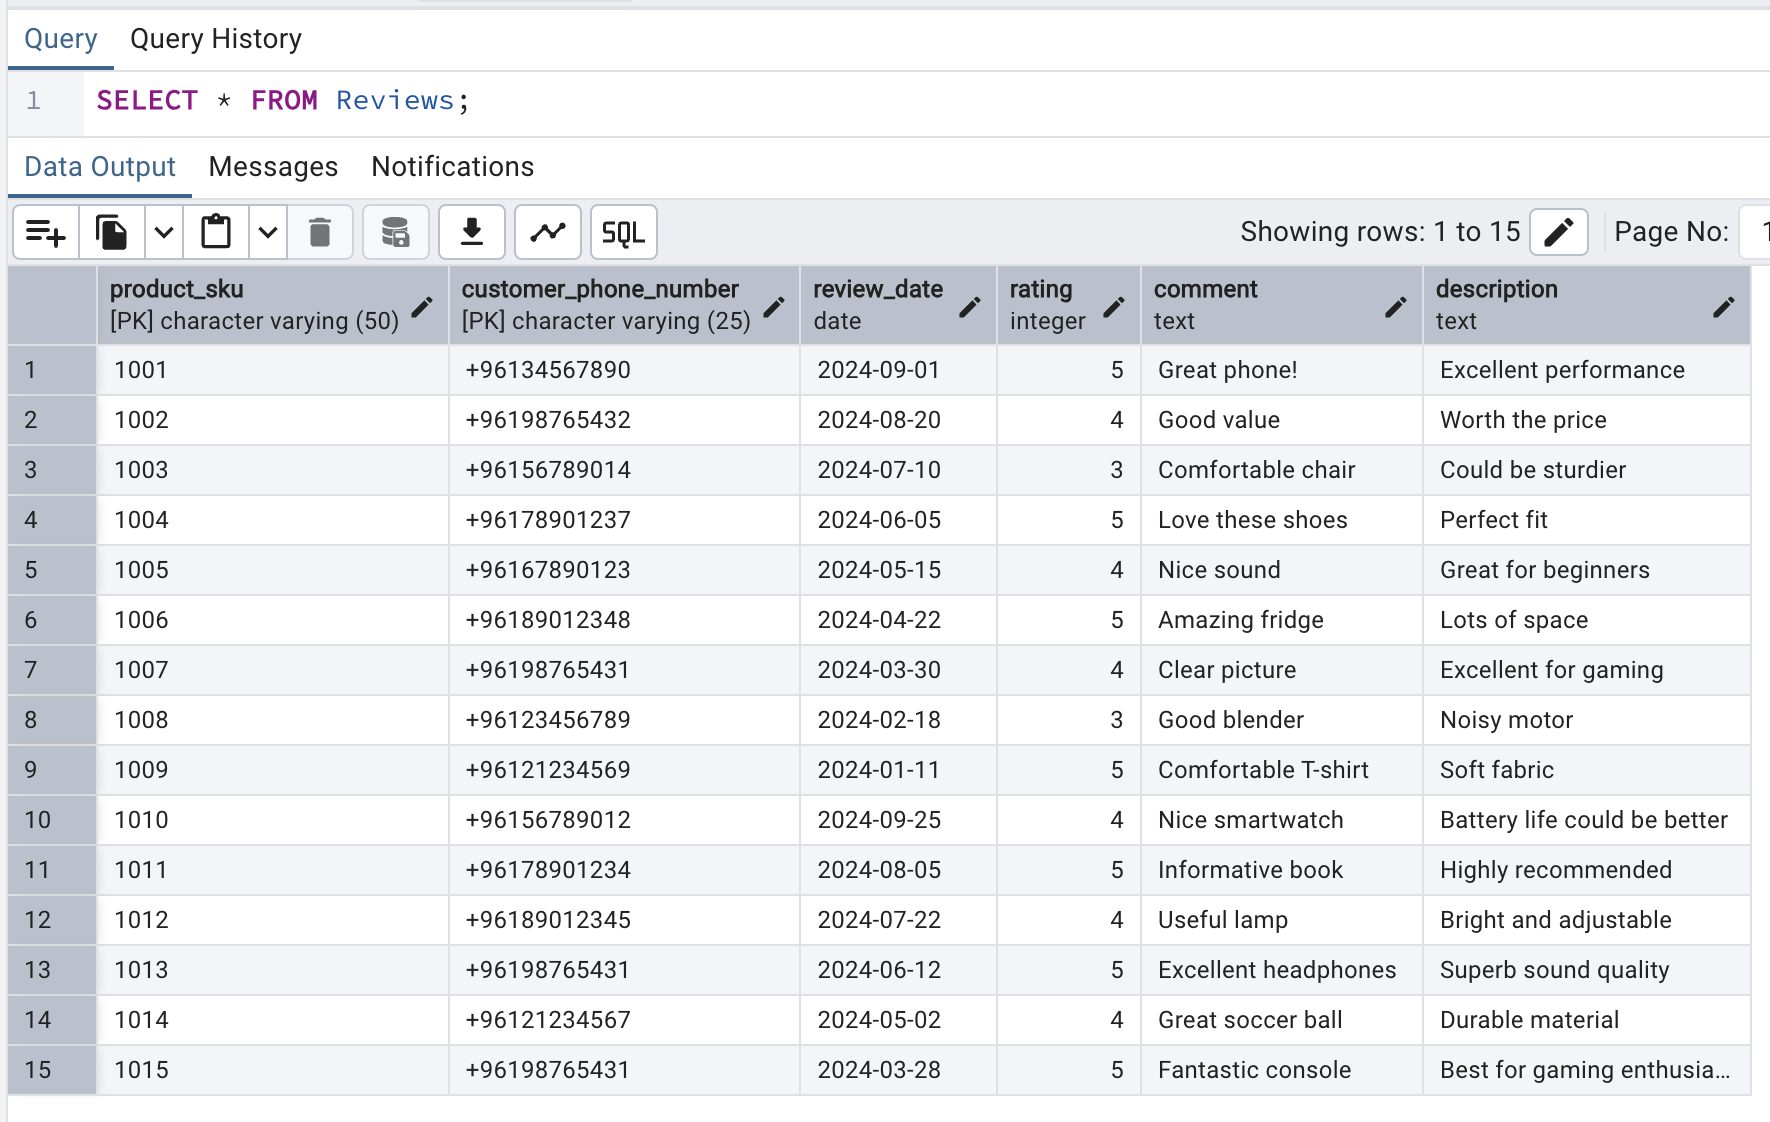 Query Query History
1 SELECT * FROM Reviews;
Data Output Messages Notifications
SQL Showing rows: 1 to 15 Page No: 1
product_sku customer_phone_number review_date rating comment description
[PK] character varying (50) [PK] character varying (25) date integer text text
1 1001 +96134567890 2024-09-01 5 Great phone! Excellent performance
2 1002 +96198765432 2024-08-20 4 Good value Worth the price
3 1003 +96156789014 2024-07-10 3 Comfortable chair Could be sturdier
4 1004 +96178901237 2024-06-05 5 Love these shoes Perfect fit
5 1005 +96167890123 2024-05-15 4 Nice sound Great for beginners
6 1006 +96189012348 2024-04-22 5 Amazing fridge Lots of space
7 1007 +96198765431 2024-03-30 4 Clear picture Excellent for gaming
8 1008 +96123456789 2024-02-18 3 Good blender Noisy motor
9 1009 +96121234569 2024-01-11 5 Comfortable T-shirt Soft fabric
10 1010 +96156789012 2024-09-25 4 Nice smartwatch Battery life could be better
11 1011 +96178901234 2024-08-05 5 Informative book Highly recommended
12 1012 +96189012345 2024-07-22 4 Useful lamp Bright and adjustable
13 1013 +96198765431 2024-06-12 5 Excellent headphones Superb sound quality
14 1014 +96121234567 2024-05-02 4 Great soccer ball Durable material
15 1015 +96198765431 2024-03-28 5 Fantastic console Best for gaming enthusia...